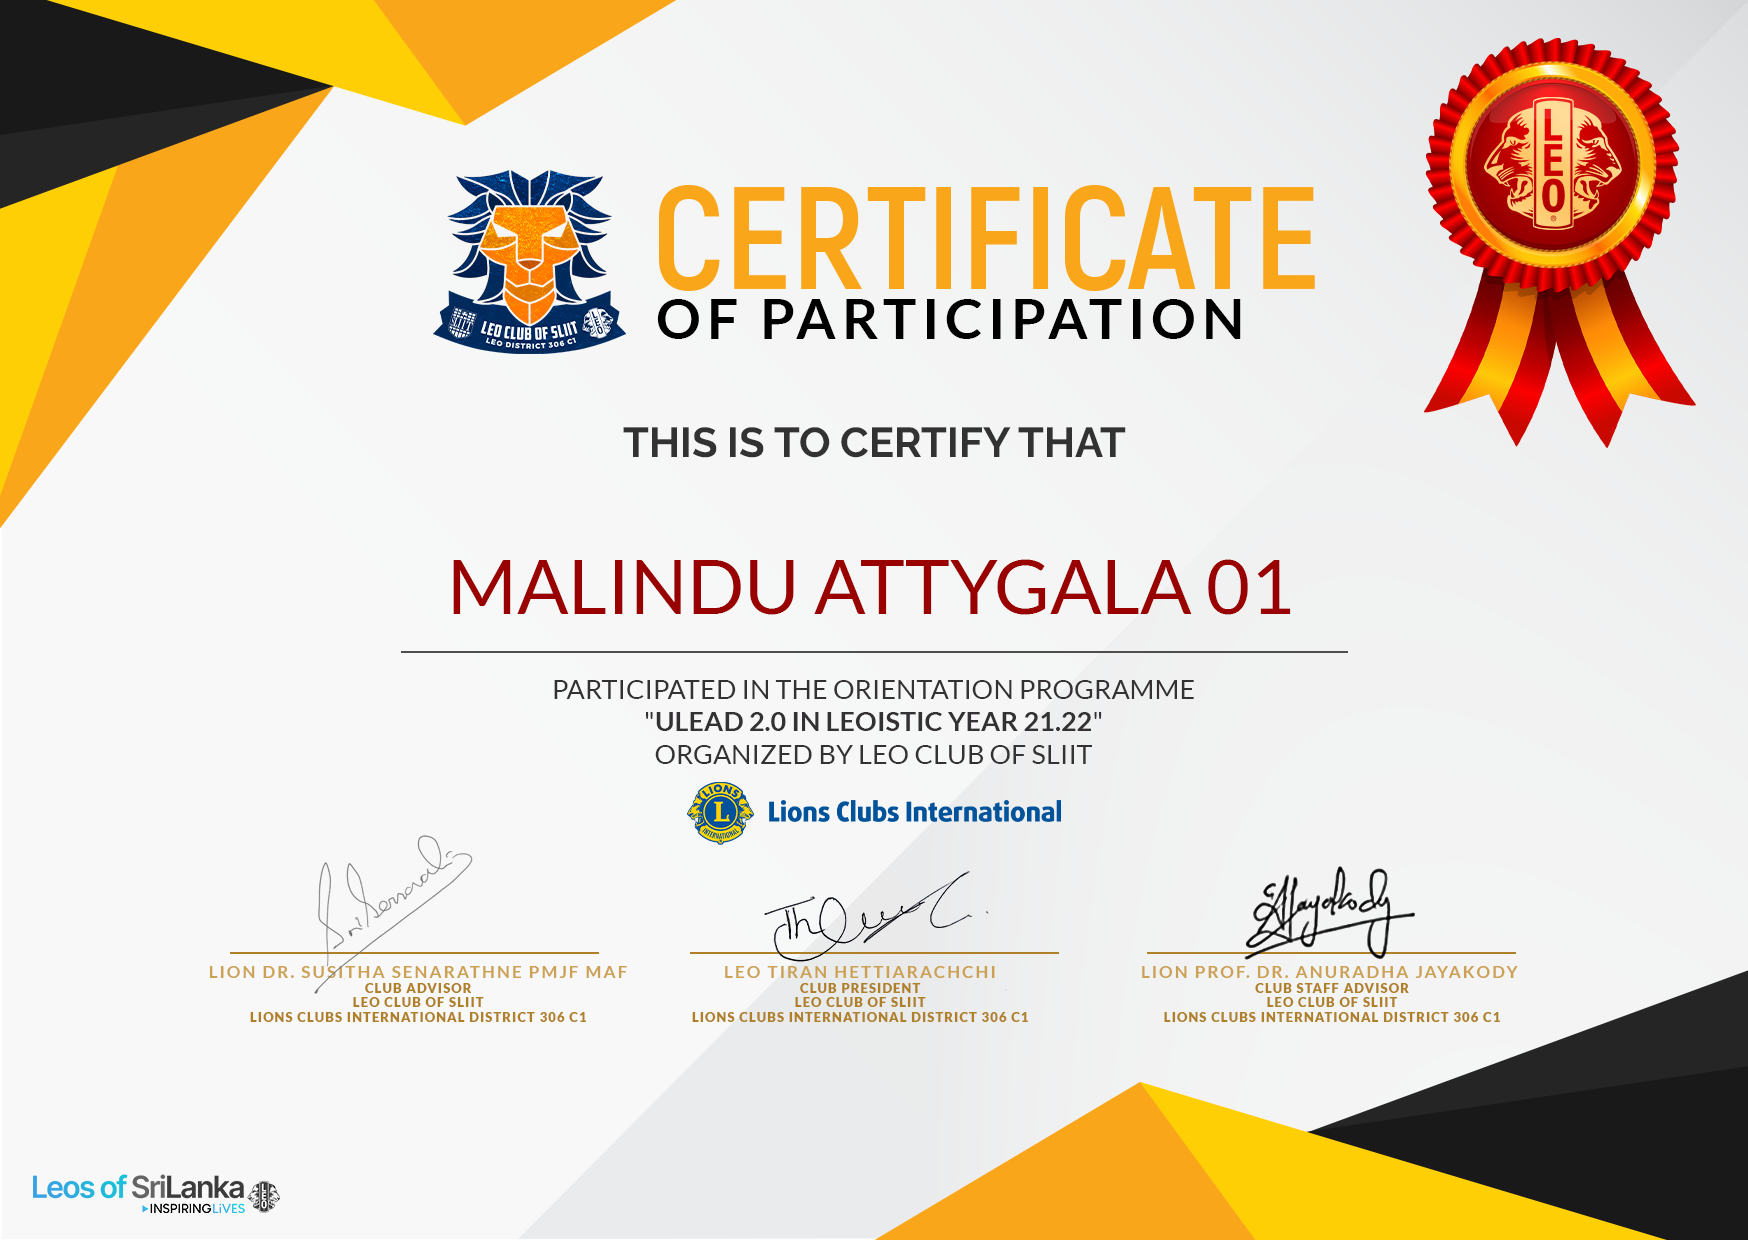 CERTIFICATE
OF PARTICIPATION
LEO CLUB OF SLIIT
LEO DISTRICT 306 C1
LEO
THIS IS TO CERTIFY THAT
MALINDU ATTYGALA 01
PARTICIPATED IN THE ORIENTATION PROGRAMME
"ULEAD 2.0 IN LEOISTIC YEAR 21.22"
ORGANIZED BY LEO CLUB OF SLIIT
LIONS
L
INTERNATIONAL
Lions Clubs International
LION DR. SUSITHA SENARATHNE PMJF MAF
CLUB ADVISOR
LEO CLUB OF SLIIT
LIONS CLUBS INTERNATIONAL DISTRICT 306 C1
LEO TIRAN HETTIARACHCHI
CLUB PRESIDENT
LEO CLUB OF SLIIT
LIONS CLUBS INTERNATIONAL DISTRICT 306 C1
LION PROF. DR. ANURADHA JAYAKODY
CLUB STAFF ADVISOR
LEO CLUB OF SLIIT
LIONS CLUBS INTERNATIONAL DISTRICT 306 C1
Leos of SriLanka
LEO
INSPIRING LiVES